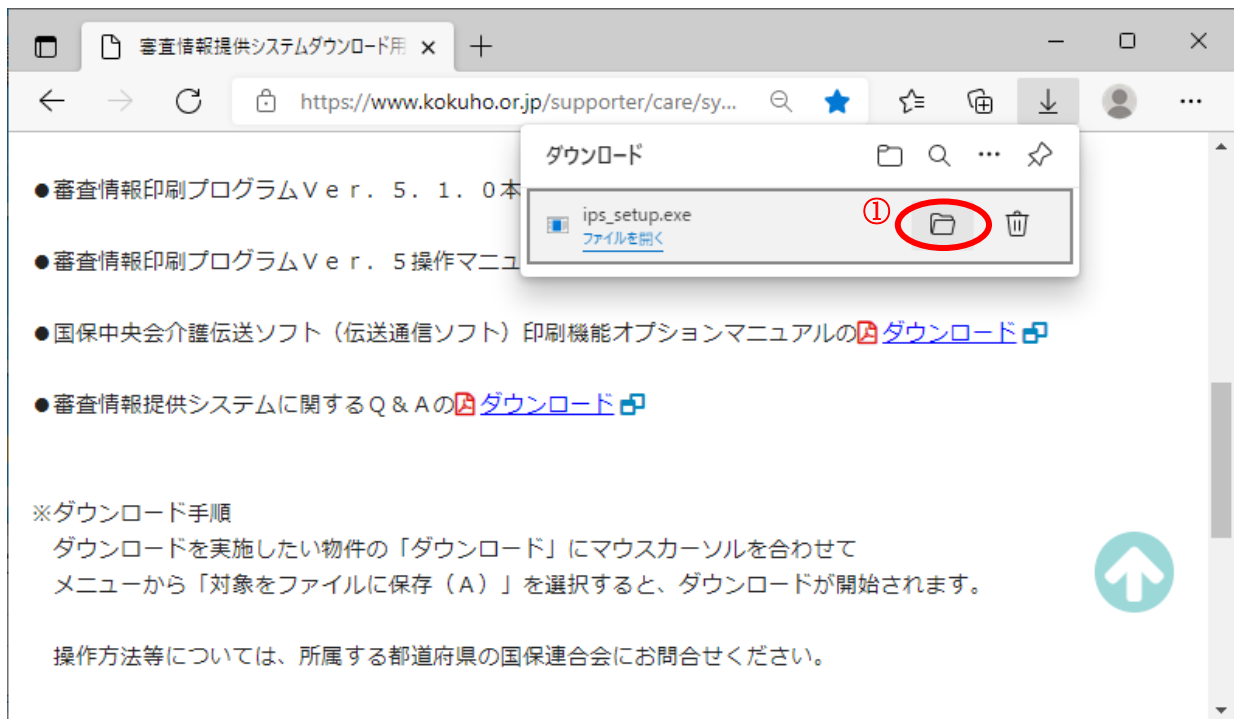 審査情報提供システムダウンロード用
https://www.kokuho.or.jp/supporter/care/sy...
ダウンロード
ips_setup.exe
ファイルを開く
①
●審査情報印刷プログラムVer.5.1.0本
●審査情報印刷プログラムVer.5操作マニュ
●国保中央会介護伝送ソフト(伝送通信ソフト)印刷機能オプションマニュアルのダウンロード
●審査情報提供システムに関するQ&Aのダウンロード
※ダウンロード手順
ダウンロードを実施したい物件の「ダウンロード」にマウスカーソルを合わせて
メニューから「対象をファイルに保存(A)」を選択すると、ダウンロードが開始されます。
操作方法等については、所属する都道府県の国保連合会にお問合せください。